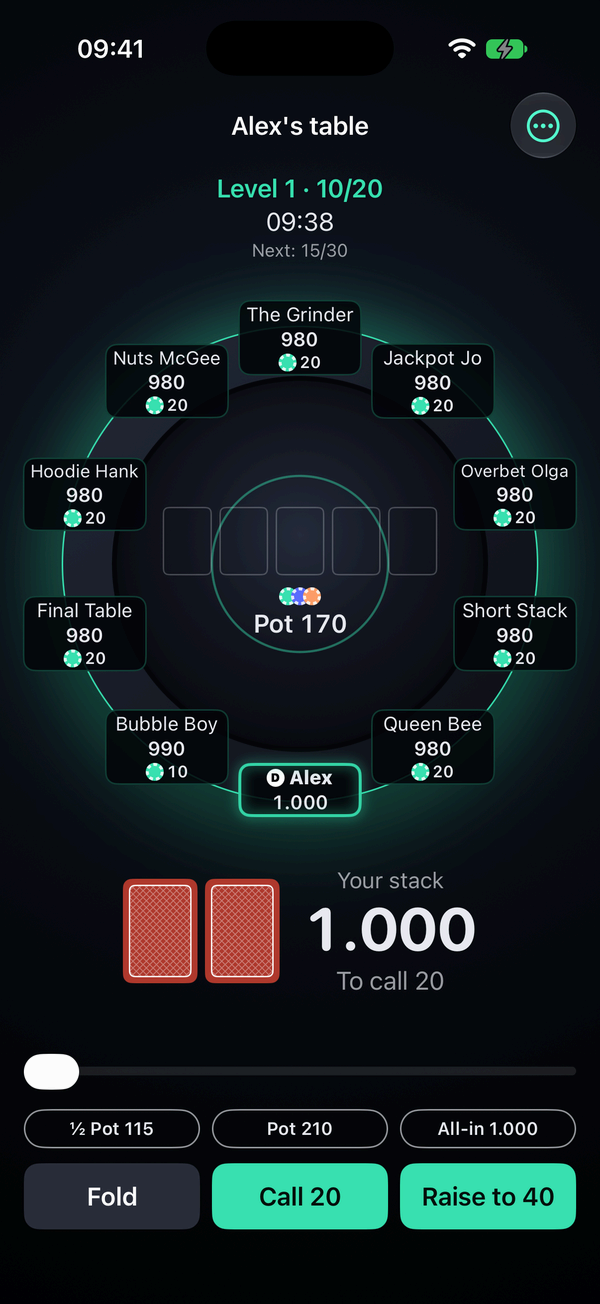 09:41
Alex's table
Level 1 · 10/20
09:38
Next: 15/30
The Grinder
980
20
Nuts McGee
980
20
Jackpot Jo
980
20
Hoodie Hank
980
20
Overbet Olga
980
20
Pot 170
Final Table
980
20
Short Stack
980
20
Bubble Boy
990
10
Queen Bee
980
20
D Alex
1.000
Your stack
1.000
To call 20
½ Pot 115
Pot 210
All-in 1.000
Fold
Call 20
Raise to 40